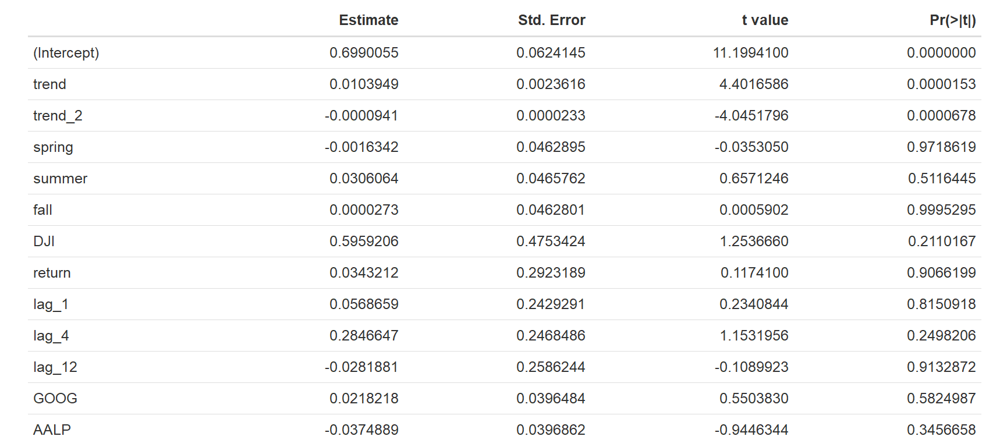 Estimate Std. Error t value Pr(>|t|)
(Intercept) 0.6990055 0.0624145 11.1994100 0.0000000
trend 0.0103949 0.0023616 4.4016586 0.0000153
trend_2 -0.0000941 0.0000233 -4.0451796 0.0000678
spring -0.0016342 0.0462895 -0.0353050 0.9718619
summer 0.0306064 0.0465762 0.6571246 0.5116445
fall 0.0000273 0.0462801 0.0005902 0.9995295
DJI 0.5959206 0.4753424 1.2536660 0.2110167
return 0.0343212 0.2923189 0.1174100 0.9066199
lag_1 0.0568659 0.2429291 0.2340844 0.8150918
lag_4 0.2846647 0.2468486 1.1531956 0.2498206
lag_12 -0.0281881 0.2586244 -0.1089923 0.9132872
GOOG 0.0218218 0.0396484 0.5503830 0.5824987
AALP -0.0374889 0.0396862 -0.9446344 0.3456658